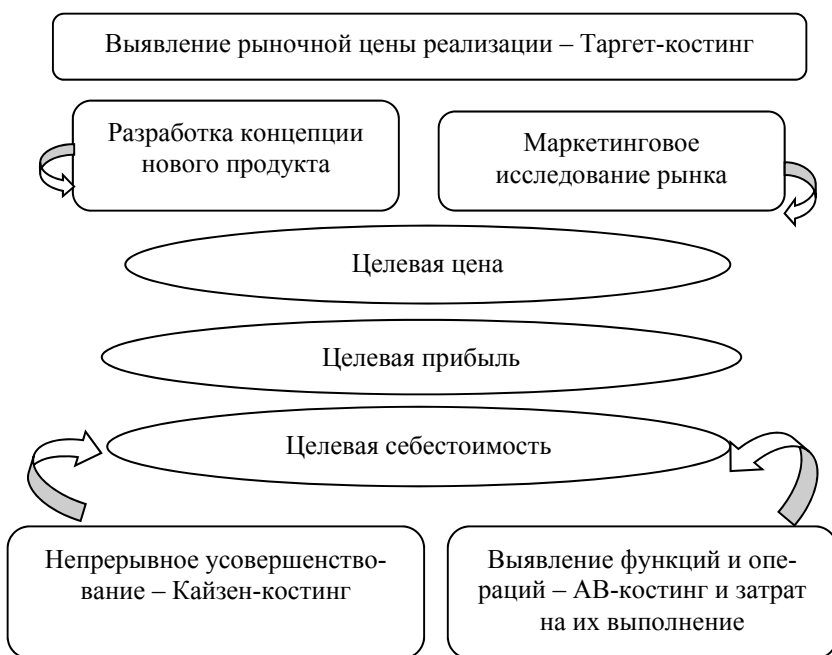 Выявление рыночной цены реализации – Таргет-костинг
Разработка концепции
нового продукта
Маркетинговое
исследование рынка
Целевая цена
Целевая прибыль
Целевая себестоимость
Непрерывное усовершенство-
вание – Кайзен-костинг
Выявление функций и опе-
раций – АВ-костинг и затрат
на их выполнение